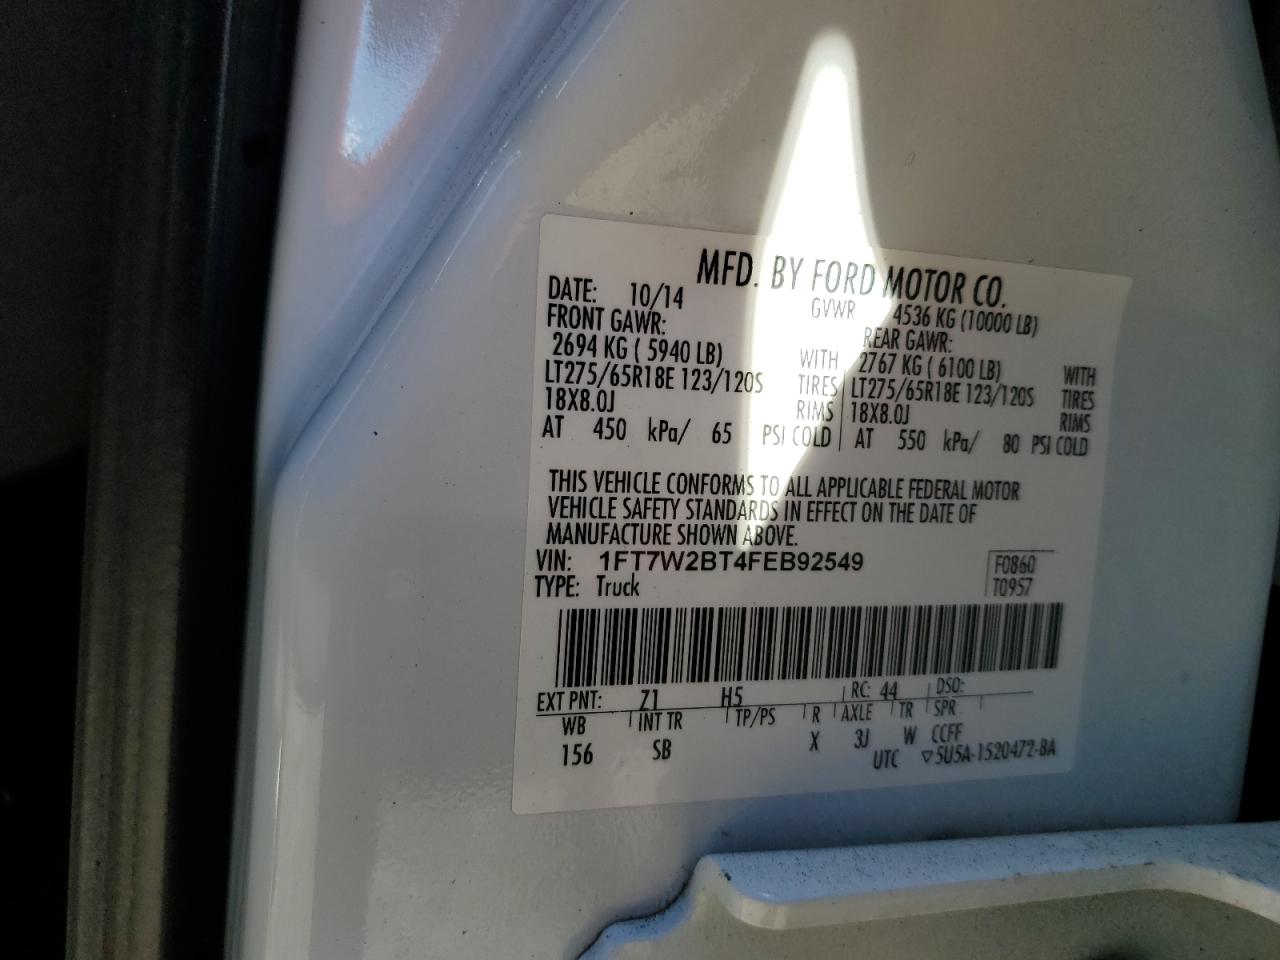 MFD. BY FORD MOTOR CO.
DATE: 10/14 GVWR 4536 KG (10000 LB)
FRONT GAWR: REAR GAWR:
2694 KG ( 5940 LB) WITH 2767 KG ( 6100 LB) WITH
LT275/65R18E 123/120S TIRES LT275/65R18E 123/120S TIRES
18X8.0J RIMS 18X8.0J RIMS
AT 450 kPa/ 65 PSI COLD AT 550 kPa/ 80 PSI COLD
THIS VEHICLE CONFORMS TO ALL APPLICABLE FEDERAL MOTOR
VEHICLE SAFETY STANDARDS IN EFFECT ON THE DATE OF
MANUFACTURE SHOWN ABOVE.
VIN: 1FT7W2BT4FEB92549 F0860
TYPE: Truck T0957
EXT PNT: Z1 H5 RC: 44 DSO:
WB INT TR TP/PS R AXLE TR SPR
156 SB X 3J W CCFF
UTC ▽5U5A-1520472-BA